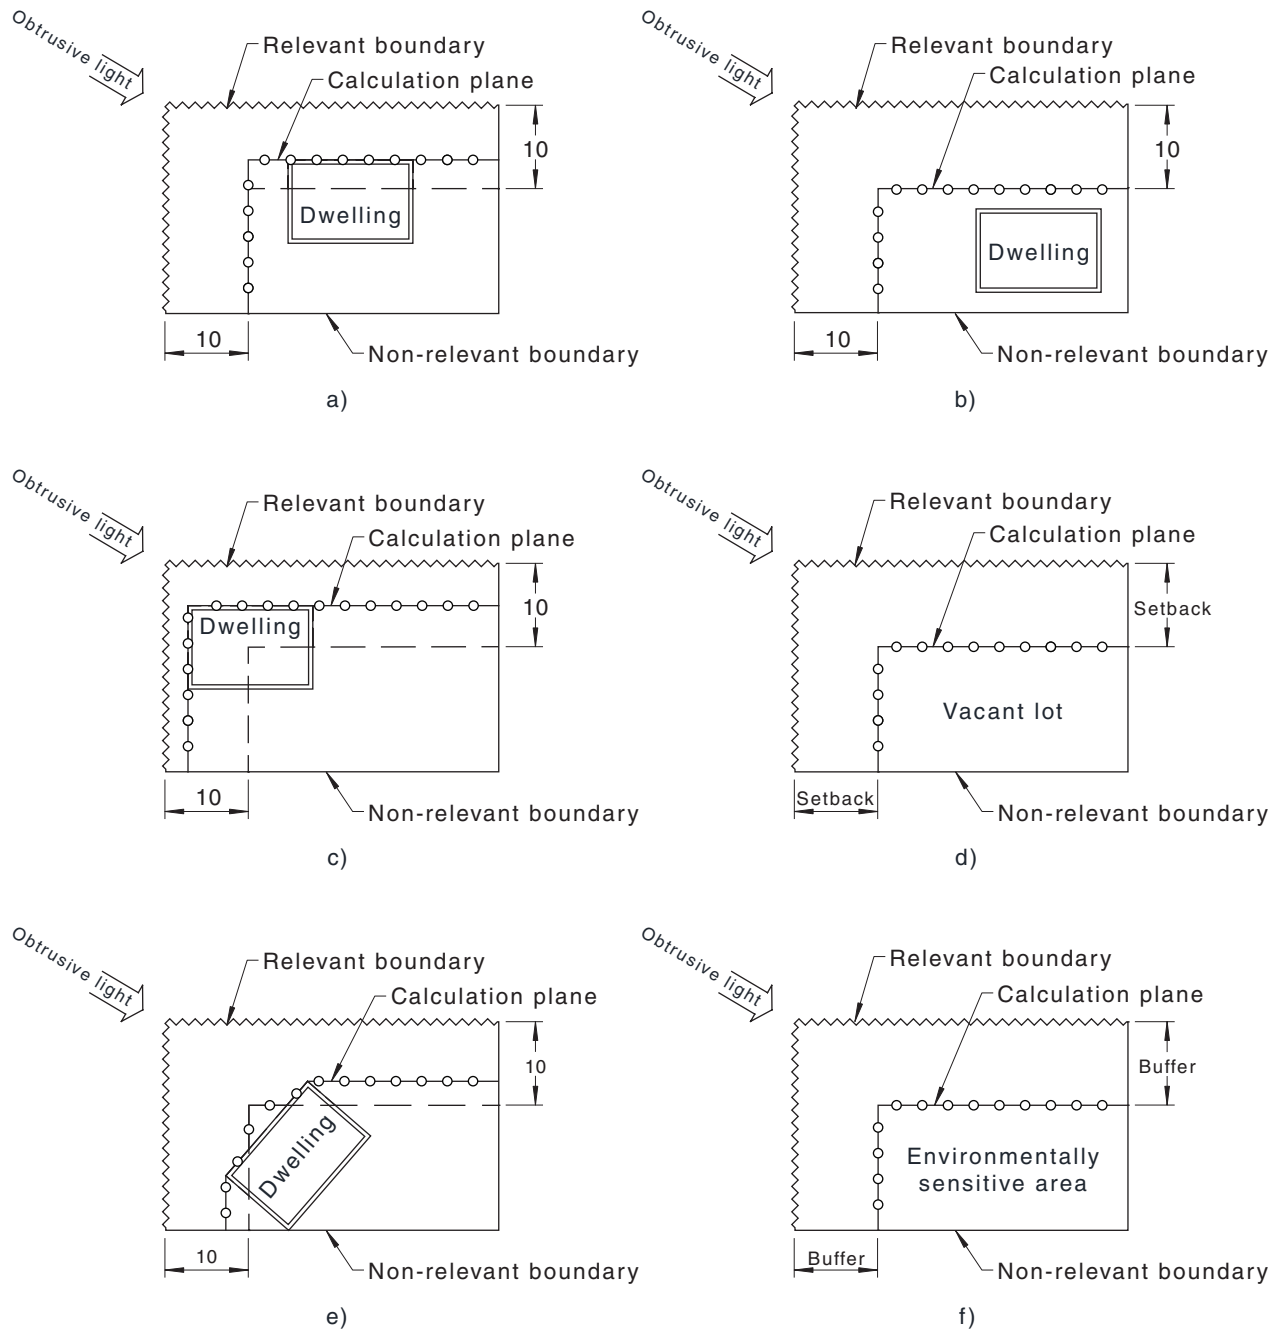 Obtrusive light
Relevant boundary
Calculation plane
10
Dwelling
10
Non-relevant boundary
a)
Obtrusive light
Relevant boundary
Calculation plane
10
Dwelling
10
Non-relevant boundary
b)
Obtrusive light
Relevant boundary
Calculation plane
10
Dwelling
10
Non-relevant boundary
c)
Obtrusive light
Relevant boundary
Calculation plane
Setback
Vacant lot
Setback
Non-relevant boundary
d)
Obtrusive light
Relevant boundary
Calculation plane
10
Dwelling
10
Non-relevant boundary
e)
Obtrusive light
Relevant boundary
Calculation plane
Buffer
Environmentally
sensitive area
Buffer
Non-relevant boundary
f)